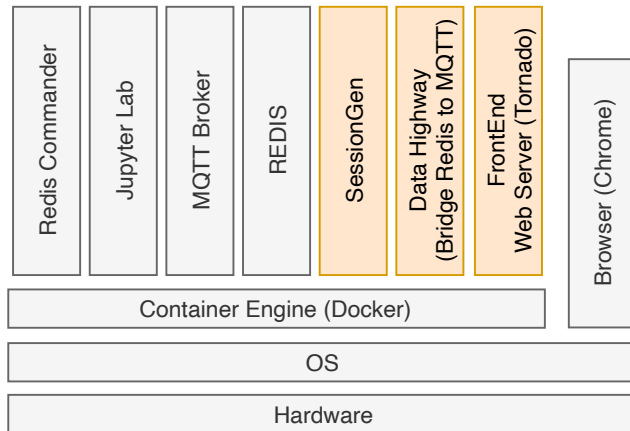 Redis Commander
Jupyter Lab
MQTT Broker
REDIS
SessionGen
Data Highway
(Bridge Redis to MQTT)
FrontEnd
Web Server (Tornado)
Browser (Chrome)
Container Engine (Docker)
OS
Hardware